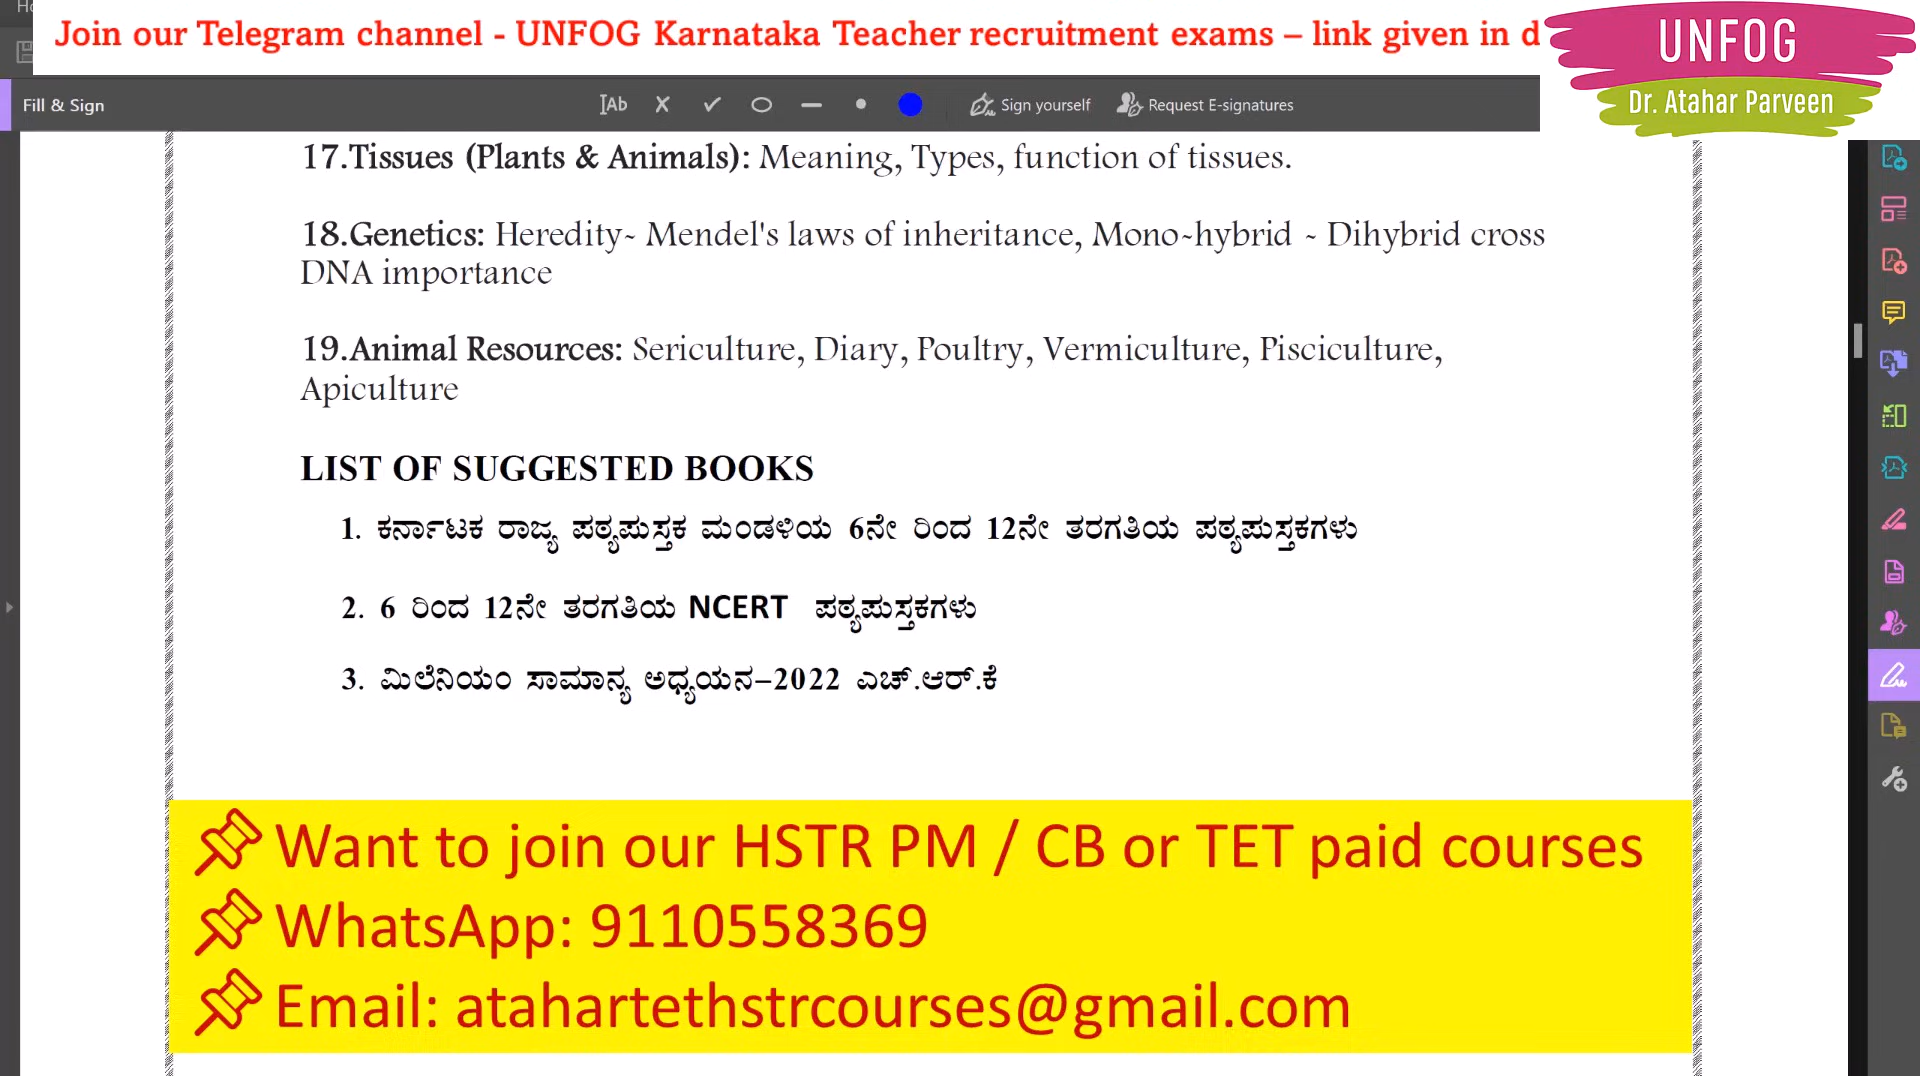 Join our Telegram channel - UNFOG Karnataka Teacher recruitment exams – link given in d
UNFOG
Dr. Atahar Parveen
Fill & Sign
Ab
Sign yourself
Request E-signatures
17.Tissues (Plants & Animals): Meaning, Types, function of tissues.
18.Genetics: Heredity- Mendel's laws of inheritance, Mono-hybrid - Dihybrid cross
DNA importance
19.Animal Resources: Sericulture, Diary, Poultry, Vermiculture, Pisciculture,
Apiculture
LIST OF SUGGESTED BOOKS
1. ಕರ್ನಾಟಕ ರಾಜ್ಯ ಪಠ್ಯಪುಸ್ತಕ ಮಂಡಳಿಯ 6ನೇ ರಿಂದ 12ನೇ ತರಗತಿಯ ಪಠ್ಯಪುಸ್ತಕಗಳು
2. 6 ರಿಂದ 12ನೇ ತರಗತಿಯ NCERT ಪಠ್ಯಪುಸ್ತಕಗಳು
3. ಮಿಲೆನಿಯಂ ಸಾಮಾನ್ಯ ಅಧ್ಯಯನ–2022 ಎಚ್.ಆರ್.ಕೆ
Want to join our HSTR PM / CB or TET paid courses
WhatsApp: 9110558369
Email: atahartethstrcourses@gmail.com